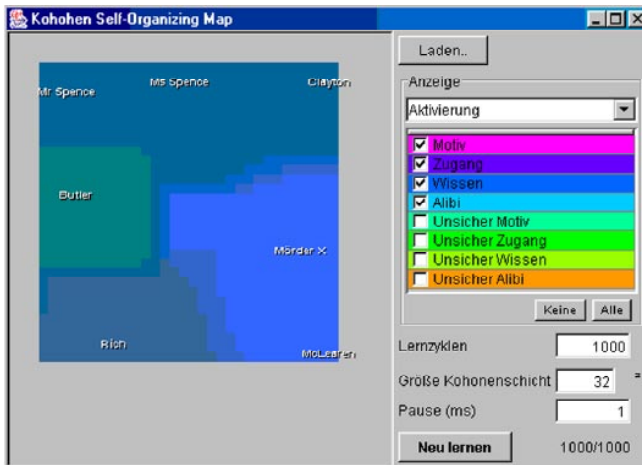 Kohohen Self-Organizing Map
Mr Spence
Ms Spence
Clayton
Butler
Mörder X
Rich
McLearen
Laden..
Anzeige
Aktivierung
Motiv
Zugang
Wissen
Alibi
Unsicher Motiv
Unsicher Zugang
Unsicher Wissen
Unsicher Alibi
Keine Alle
Lernzyklen 1000
Größe Kohonenschicht 32 ²
Pause (ms) 1
Neu lernen 1000/1000